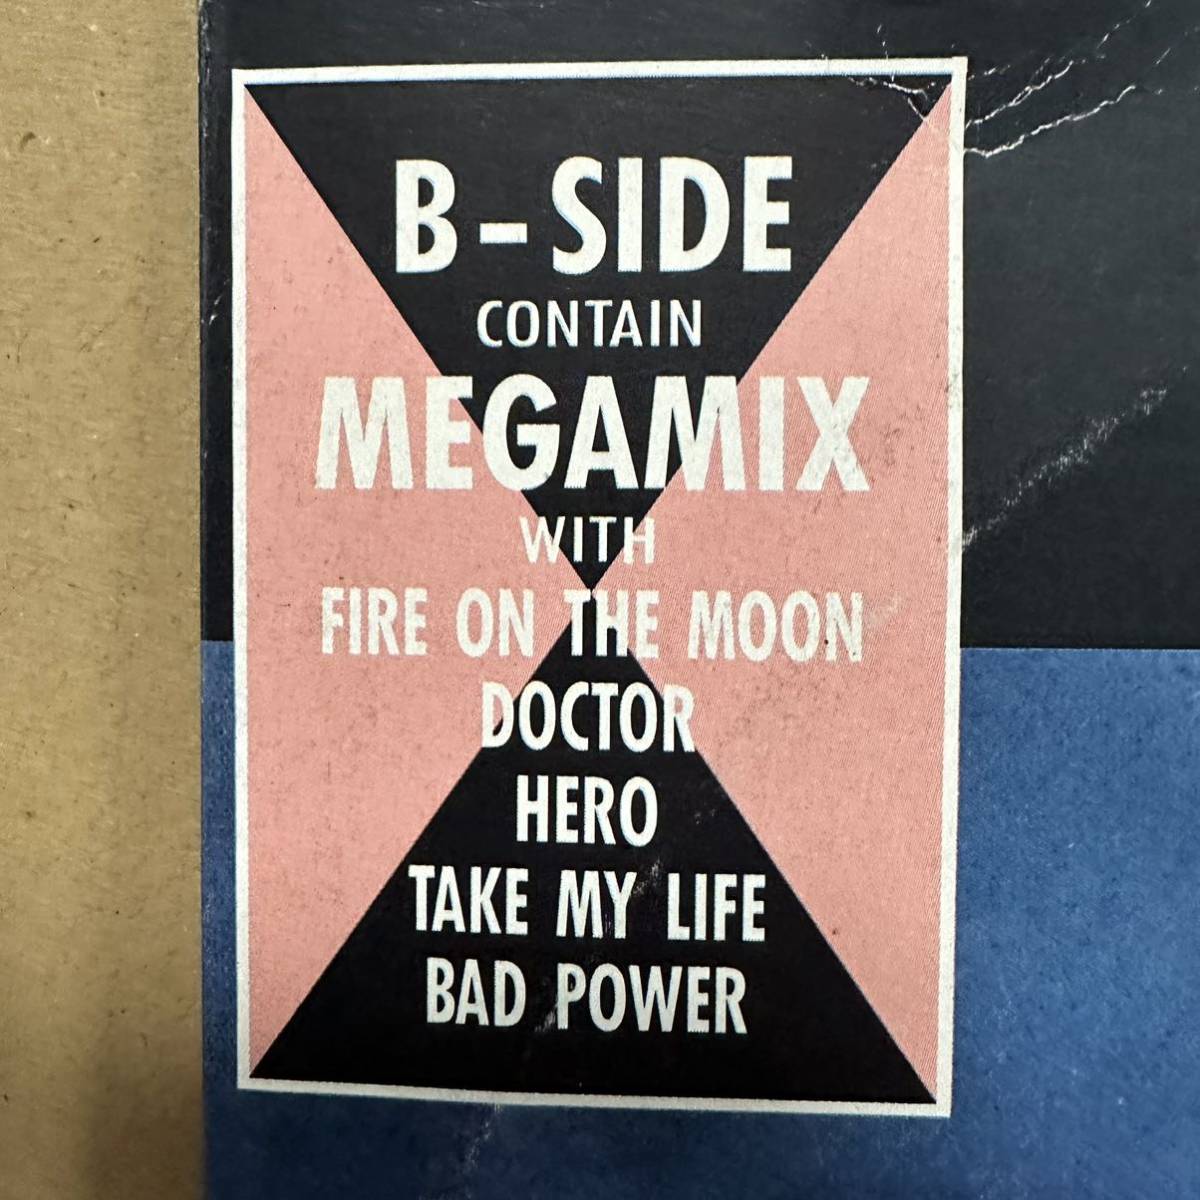 B-SIDE
CONTAIN
MEGAMIX
WITH
FIRE ON THE MOON
DOCTOR
HERO
TAKE MY LIFE
BAD POWER